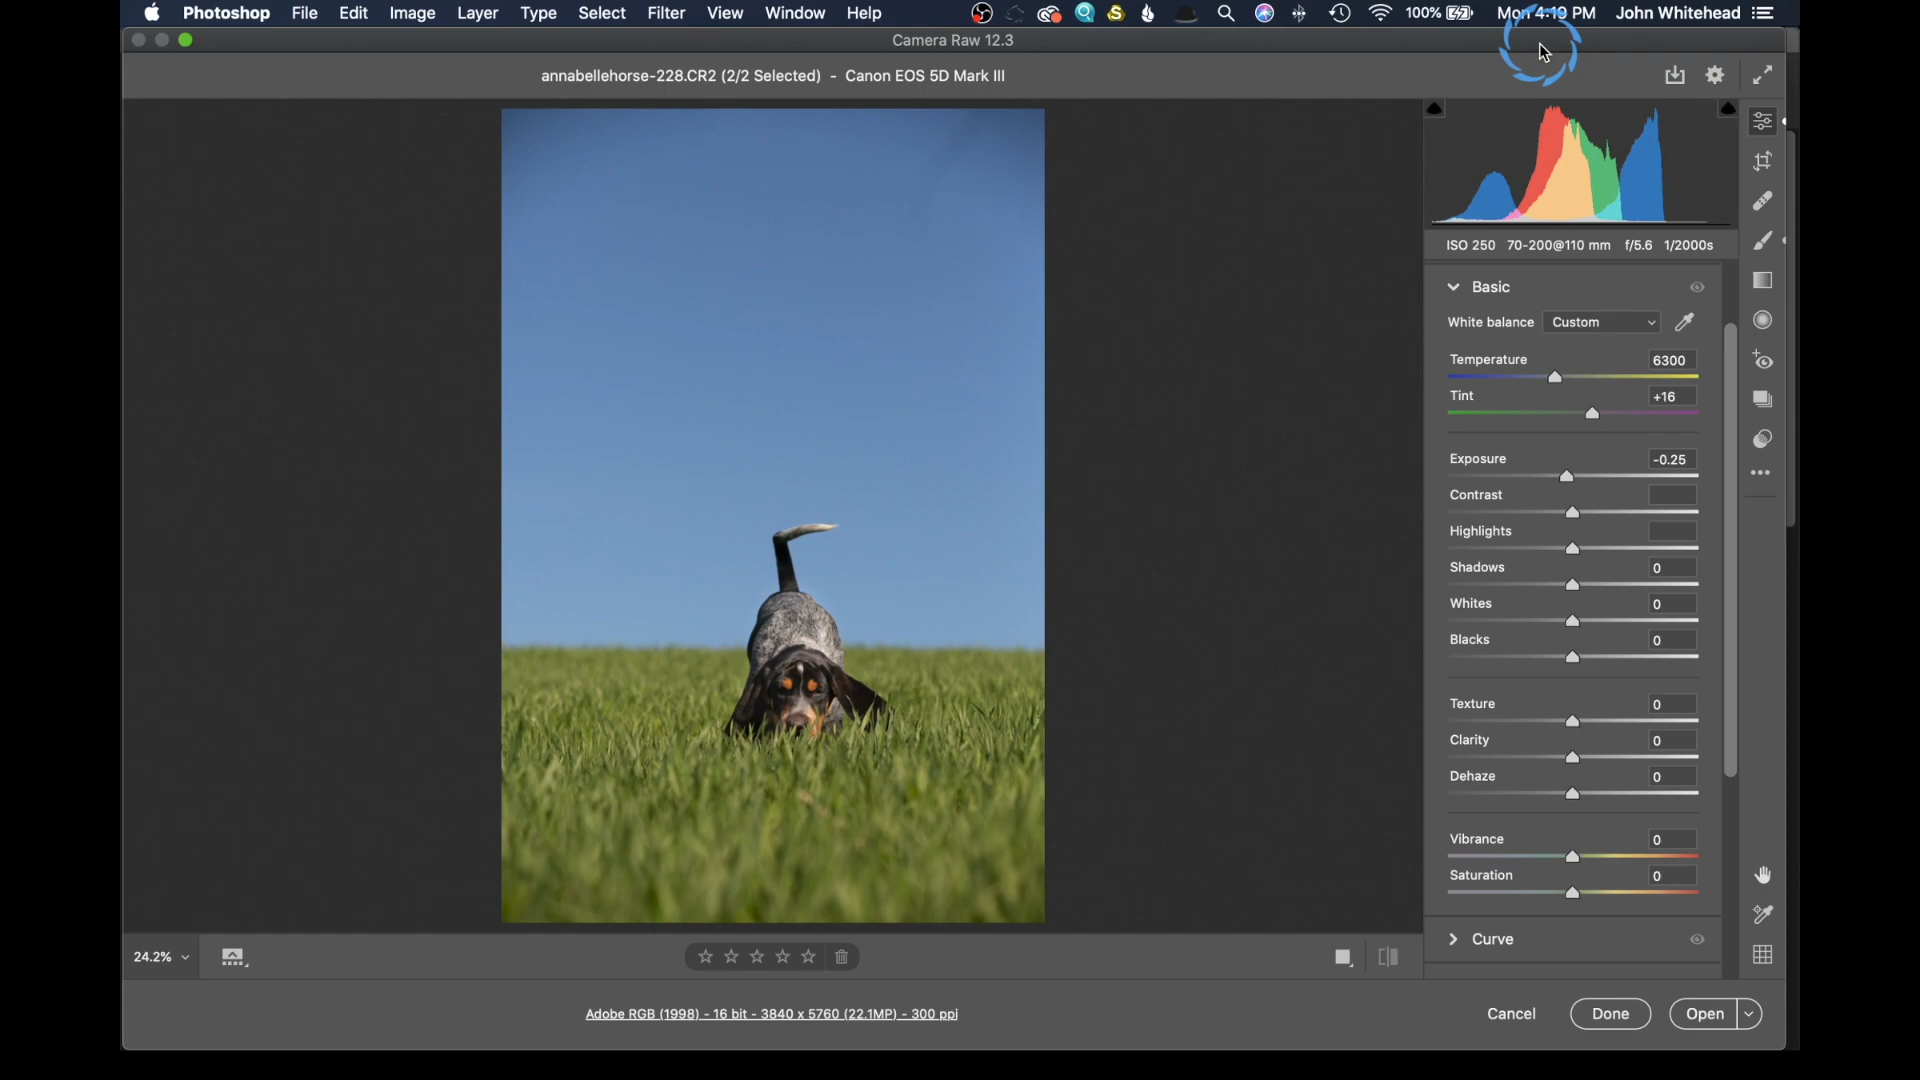 Photoshop File Edit Image Layer Type Select Filter View Window Help 100% Mon 4:19 PM John Whitehead
Camera Raw 12.3
annabellehorse-228.CR2 (2/2 Selected) - Canon EOS 5D Mark III
ISO 250 70-200@110 mm f/5.6 1/2000s
Basic
White balance Custom
Temperature 6300
Tint +16
Exposure -0.25
Contrast
Highlights
Shadows 0
Whites 0
Blacks 0
Texture 0
Clarity 0
Dehaze 0
Vibrance 0
Saturation 0
Curve
24.2%
Adobe RGB (1998) - 16 bit - 3840 x 5760 (22.1MP) - 300 ppi
Cancel Done Open